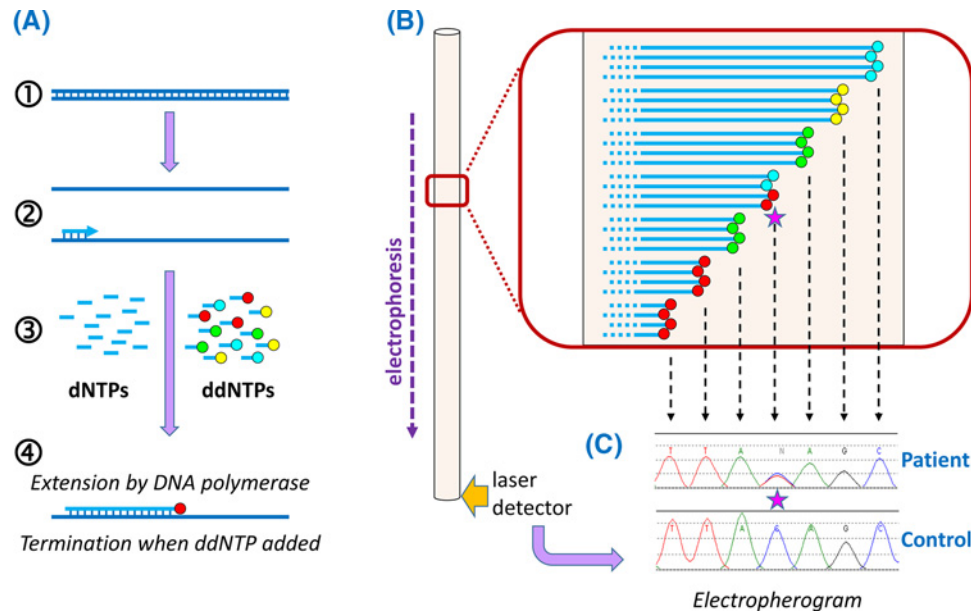 (A)
①
②
③
dNTPs
ddNTPs
④
Extension by DNA polymerase
Termination when ddNTP added
(B)
electrophoresis
laser
detector
(C)
T T A N A G C
Patient
T T A
Control
Electropherogram